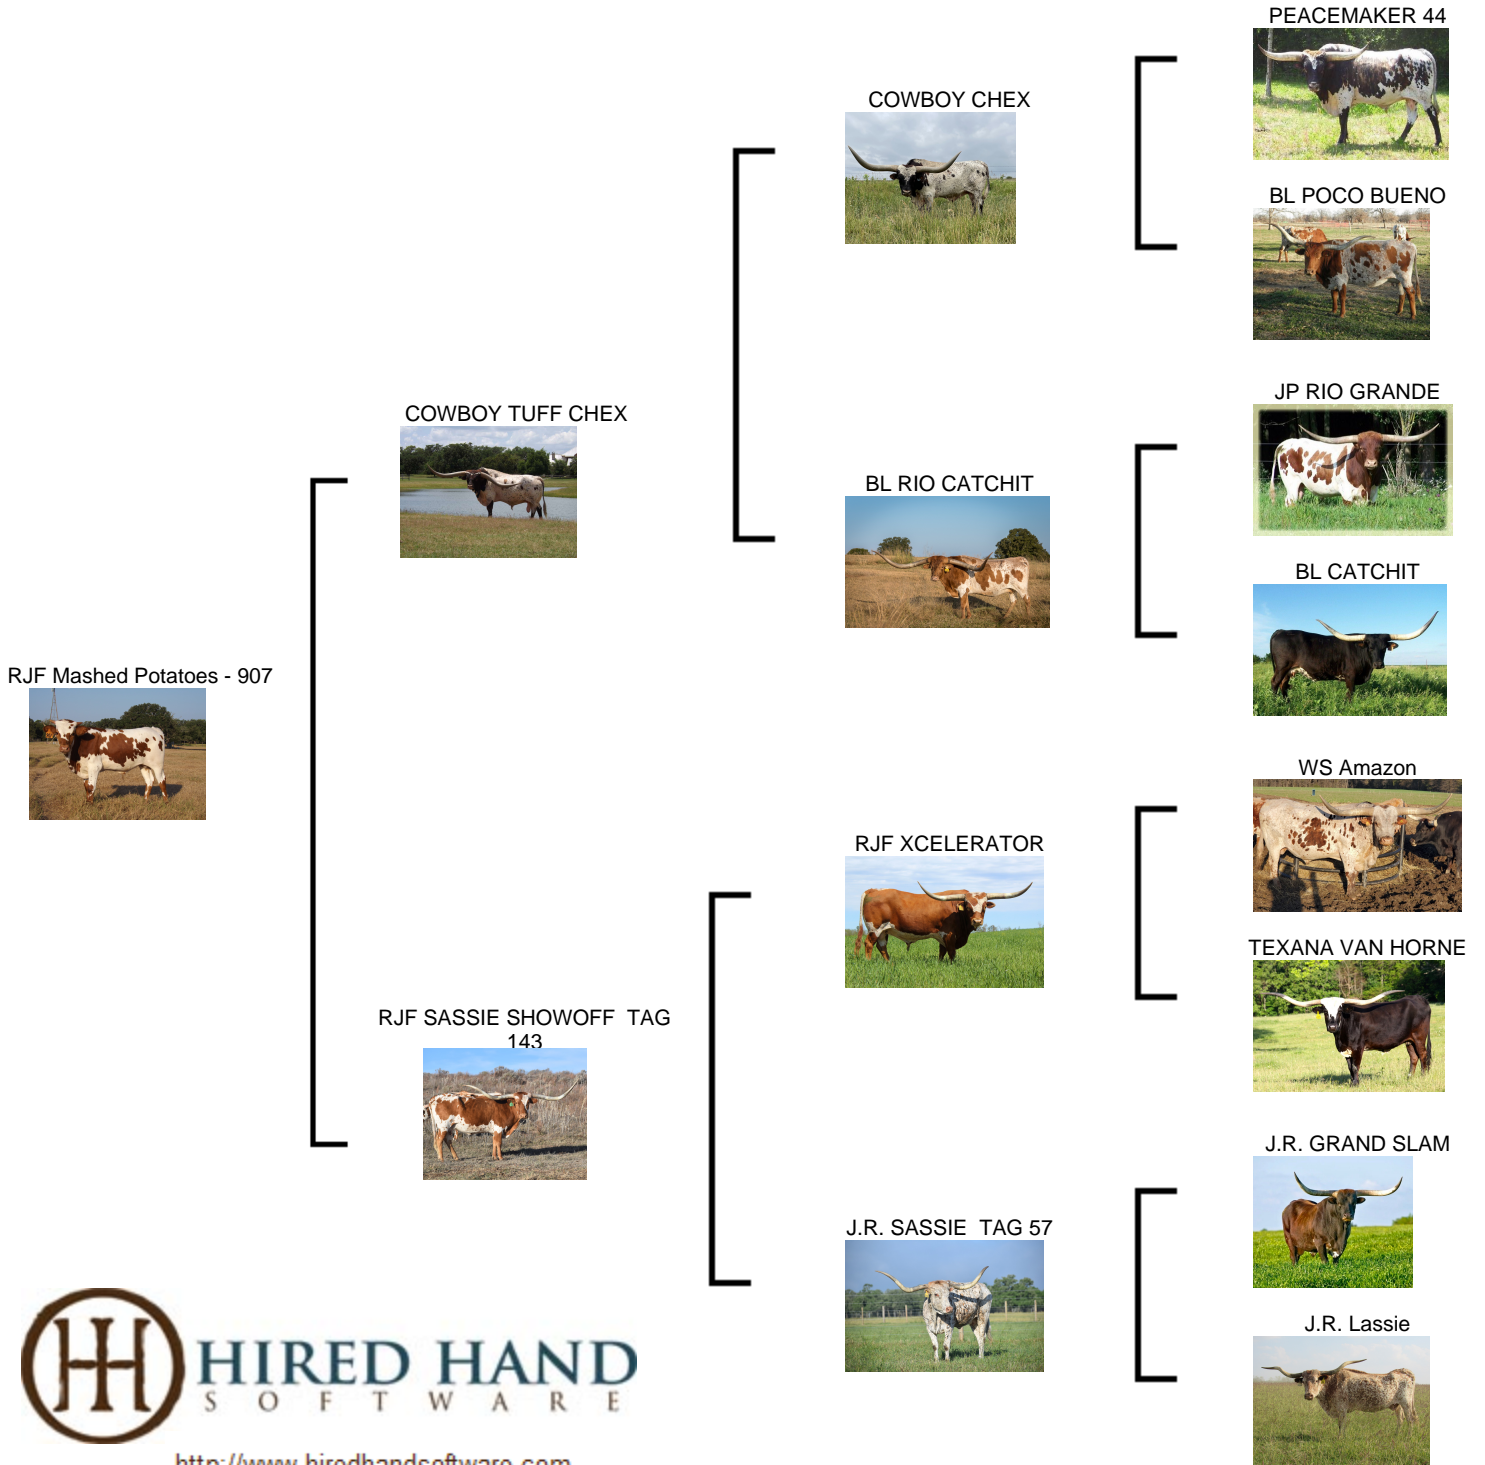 PEACEMAKER 44
COWBOY CHEX
BL POCO BUENO
JP RIO GRANDE
COWBOY TUFF CHEX
BL RIO CATCHIT
BL CATCHIT
RJF Mashed Potatoes - 907
WS Amazon
RJF XCELERATOR
TEXANA VAN HORNE
RJF SASSIE SHOWOFF  TAG
143
J.R. GRAND SLAM
J.R. SASSIE  TAG 57
J.R. Lassie
HIRED HAND
SOFTWARE
http://www.hiredhandsoftware.com